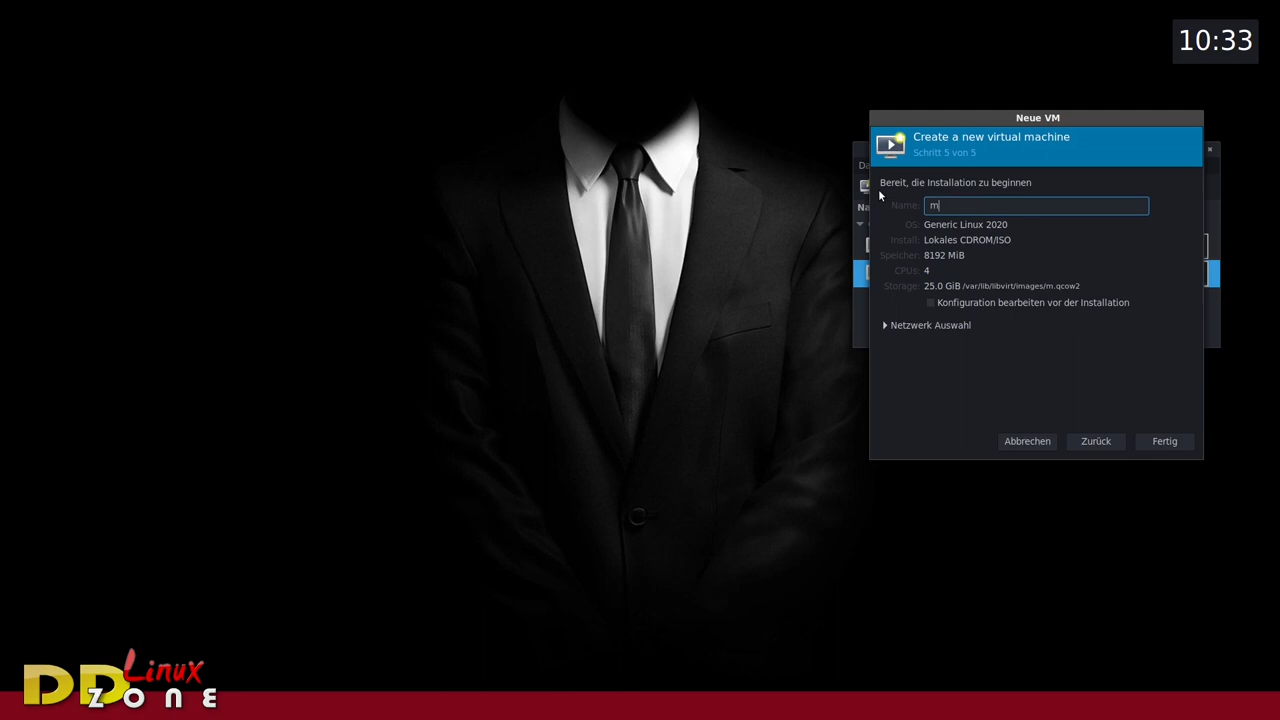 10:33
Neue VM
Create a new virtual machine
Schritt 5 von 5
Da
Bereit, die Installation zu beginnen
Na
Name: m
OS: Generic Linux 2020
Install: Lokales CDROM/ISO
Speicher: 8192 MiB
CPUs: 4
Storage: 25.0 GiB /var/lib/libvirt/images/m.qcow2
Konfiguration bearbeiten vor der Installation
Netzwerk Auswahl
Abbrechen Zurück Fertig
DD Linux
ZONE